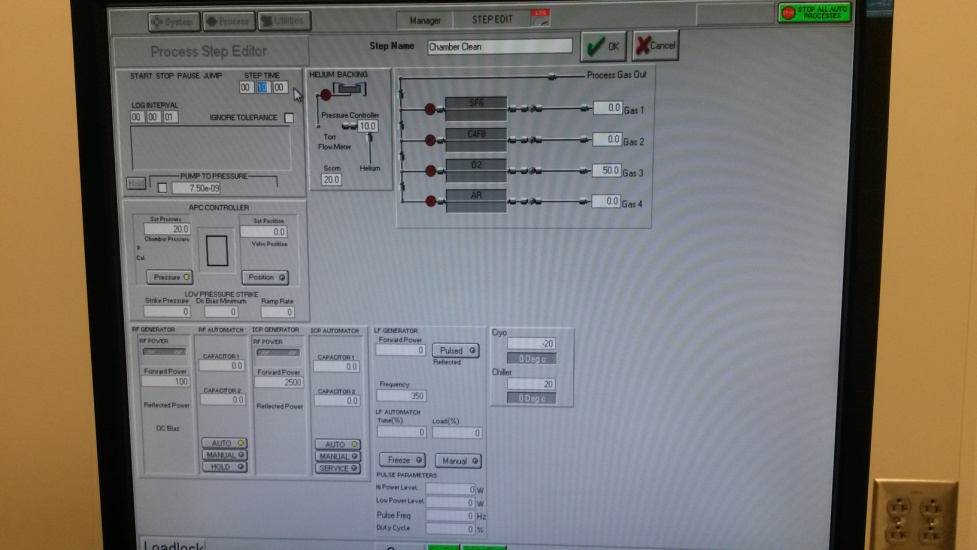 System Process Utilities
Manager STEP EDIT
STOP ALL AUTO
PROCESSES
Process Step Editor
Step Name Chamber Clean OK Cancel
START STOP PAUSE JUMP STEP TIME
00 10 00
LOG INTERVAL
00 00 01 IGNORE TOLERANCE
Hold PUMP TO PRESSURE
7.50e-09
HELIUM BACKING
Pressure Controller
10.0
Torr
Flow Meter
Sccm Helium
20.0
Process Gas Out
SF6 0.0 Gas 1
C4F8 0.0 Gas 2
O2 50.0 Gas 3
AR 0.0 Gas 4
APC CONTROLLER
Set Pressure Set Position
20.0 0.0
Chamber Pressure Valve Position
Pressure Position
LOW PRESSURE STRIKE
Strike Pressure Dc Bias Minimum Ramp Rate
0 0 0
RF GENERATOR
RF POWER
Forward Power
100
Reflected Power
DC Bias
RF AUTOMATCH
CAPACITOR 1
0.0
CAPACITOR 2
0.0
AUTO
MANUAL
HOLD
ICP GENERATOR
RF POWER
Forward Power
2500
Reflected Power
ICP AUTOMATCH
CAPACITOR 1
0.0
CAPACITOR 2
0.0
AUTO
MANUAL
SERVICE
LF GENERATOR
Forward Power
0 Pulsed
Reflected
Frequency
350
LF AUTOMATCH
Tune(%) Load(%)
0 0
Freeze Manual
PULSE PARAMETERS
Hi Power Level 0 W
Low Power Level 0 W
Pulse Freq 0 Hz
Duty Cycle 0 %
Cryo
-20
0 Deg c
Chiller
20
0 Deg c
Loadlock